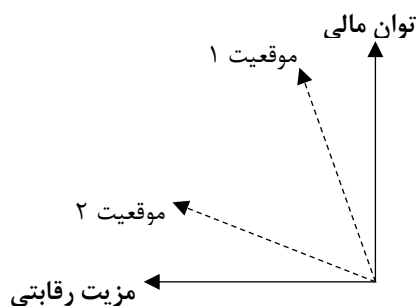 توان مالی
موقعیت ۱
موقعیت ۲
مزیت رقابتی